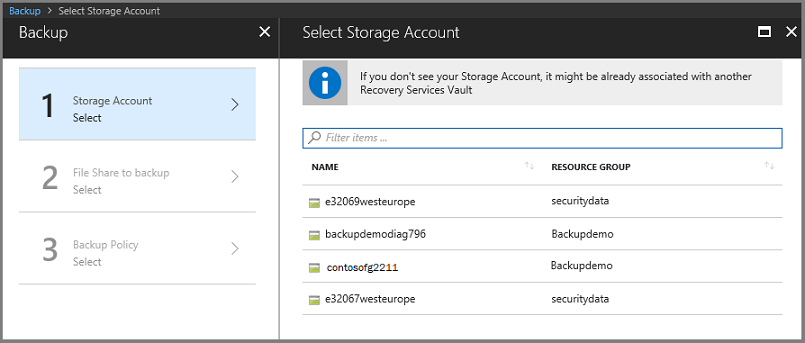 Backup > Select Storage Account
Backup
1
Storage Account
Select
2
File Share to backup
Select
3
Backup Policy
Select
Select Storage Account
If you don't see your Storage Account, it might be already associated with another
Recovery Services Vault
Filter items ...
NAME RESOURCE GROUP
e32069westeurope securitydata
backupdemodiag796 Backupdemo
contosofg2211 Backupdemo
e32067westeurope securitydata